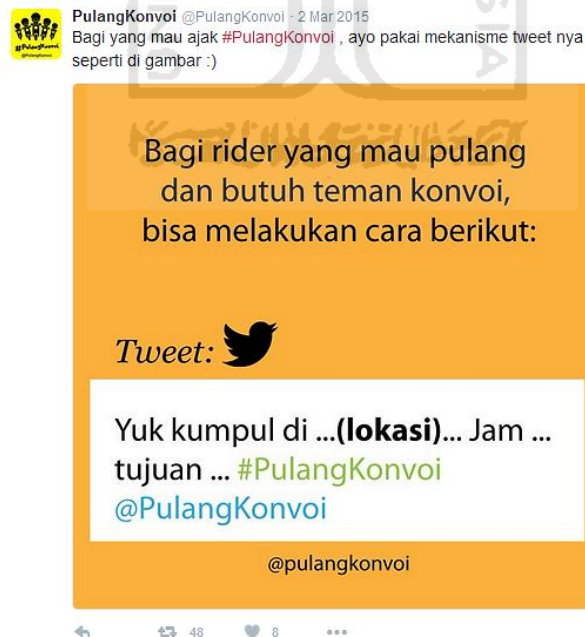 PulangKonvoi @PulangKonvoi · 2 Mar 2015
Bagi yang mau ajak #PulangKonvoi , ayo pakai mekanisme tweet nya
seperti di gambar :)
Bagi rider yang mau pulang
dan butuh teman konvoi,
bisa melakukan cara berikut:
Tweet:
Yuk kumpul di ...(lokasi)... Jam ...
tujuan ... #PulangKonvoi
@PulangKonvoi
@pulangkonvoi
48 8